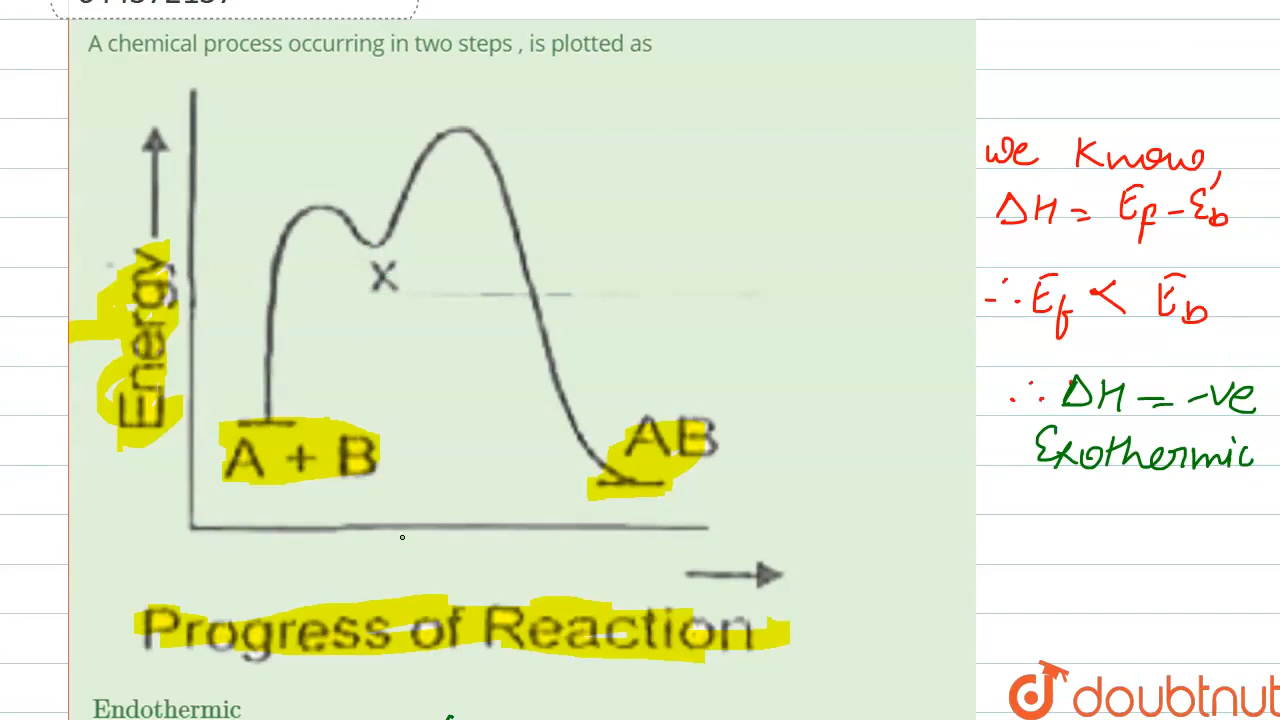 A chemical process occurring in two steps , is plotted as
we know,
ΔH = Ef - Eb
∴ Ef < Eb
∴ ΔH = -ve
Exothermic
Energy
X
A + B
AB
Progress of Reaction
Endothermic
doubtnut